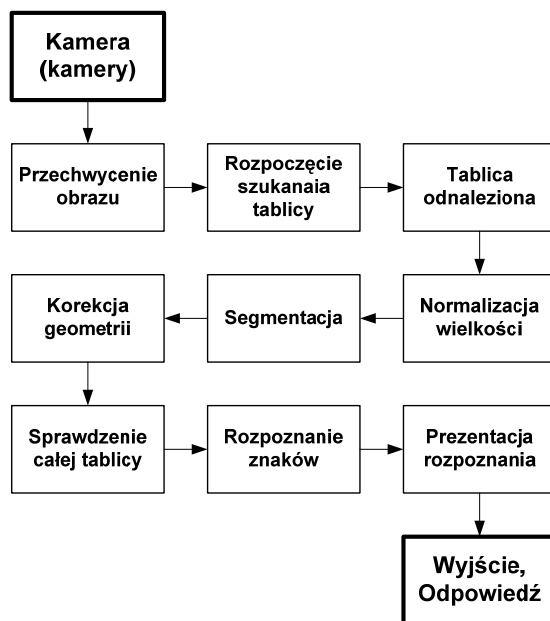 Kamera
(kamery)
Przechwycenie
obrazu
Rozpoczęcie
szukanaia
tablicy
Tablica
odnaleziona
Normalizacja
wielkości
Segmentacja
Korekcja
geometrii
Sprawdzenie
całej tablicy
Rozpoznanie
znaków
Prezentacja
rozpoznania
Wyjście,
Odpowiedź